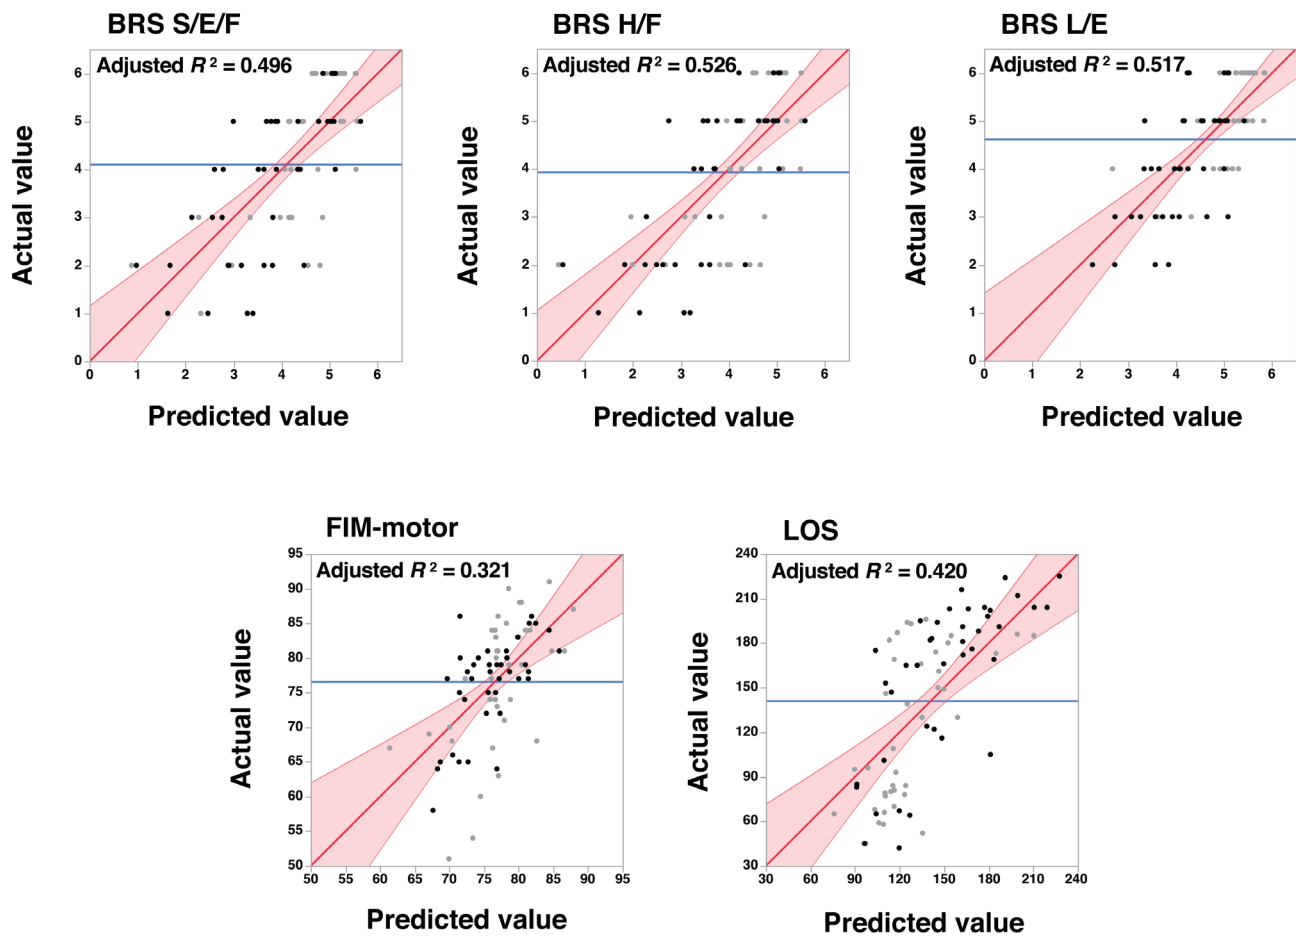 BRS S/E/F
Adjusted R² = 0.496
6
5
4
3
2
1
0
0 1 2 3 4 5 6
Actual value
Predicted value
BRS H/F
Adjusted R² = 0.526
6
5
4
3
2
1
0
0 1 2 3 4 5 6
Actual value
Predicted value
BRS L/E
Adjusted R² = 0.517
6
5
4
3
2
1
0
0 1 2 3 4 5 6
Actual value
Predicted value
FIM-motor
Adjusted R² = 0.321
95
90
85
80
75
70
65
60
55
50
50 55 60 65 70 75 80 85 90 95
Actual value
Predicted value
LOS
Adjusted R² = 0.420
240
210
180
150
120
90
60
30
30 60 90 120 150 180 210 240
Actual value
Predicted value